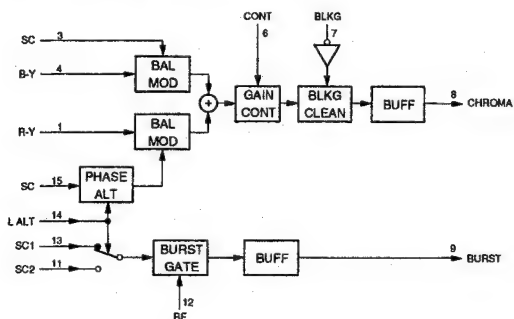 CONT
BLKG
SC 3
6
7
B-Y 4
BAL
MOD
GAIN
CONT
BLKG
CLEAN
BUFF
8 CHROMA
R-Y 1
BAL
MOD
SC 15
PHASE
ALT
L ALT 14
SC1 13
SC2 11
BURST
GATE
BUFF
9 BURST
12
BF